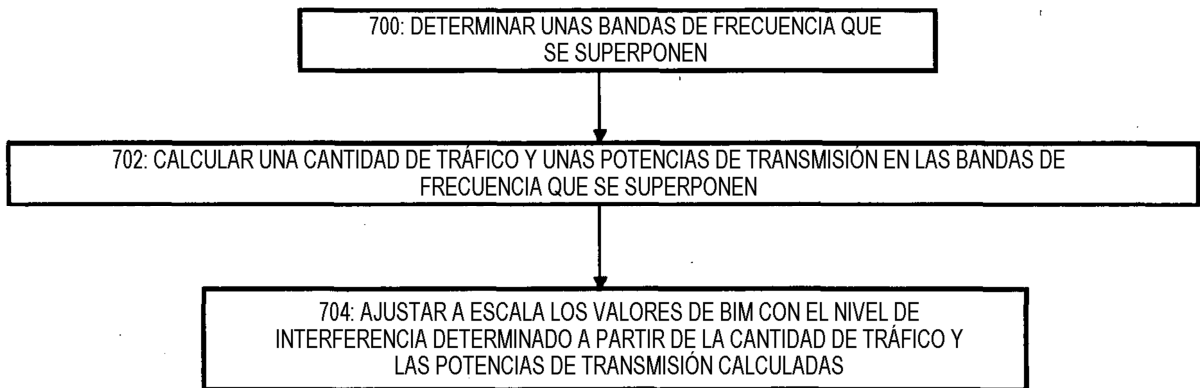 700: DETERMINAR UNAS BANDAS DE FRECUENCIA QUE
SE SUPERPONEN
702: CALCULAR UNA CANTIDAD DE TRÁFICO Y UNAS POTENCIAS DE TRANSMISIÓN EN LAS BANDAS DE
FRECUENCIA QUE SE SUPERPONEN
704: AJUSTAR A ESCALA LOS VALORES DE BIM CON EL NIVEL DE
INTERFERENCIA DETERMINADO A PARTIR DE LA CANTIDAD DE TRÁFICO Y
LAS POTENCIAS DE TRANSMISIÓN CALCULADAS